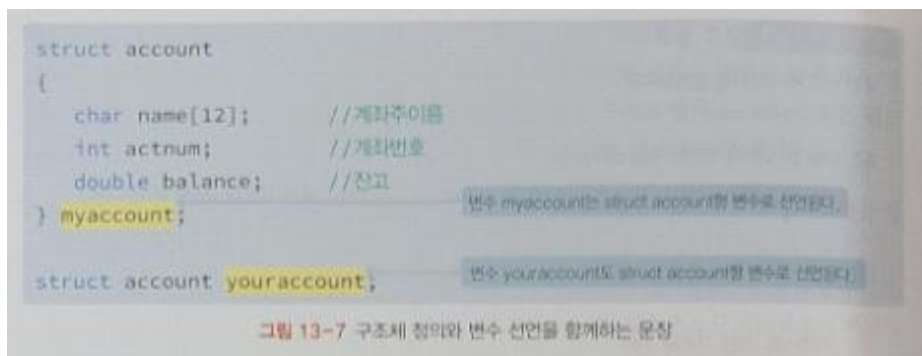 struct account
{
char name[12]; //계좌주이름
int actnum; //계좌번호
double balance; //잔고
} myaccount;
변수 myaccount는 struct account형 변수로 선언된다.
struct account youraccount;
변수 youraccount도 struct account형 변수로 선언된다.
그림 13-7 구조체 정의와 변수 선언을 함께하는 문장